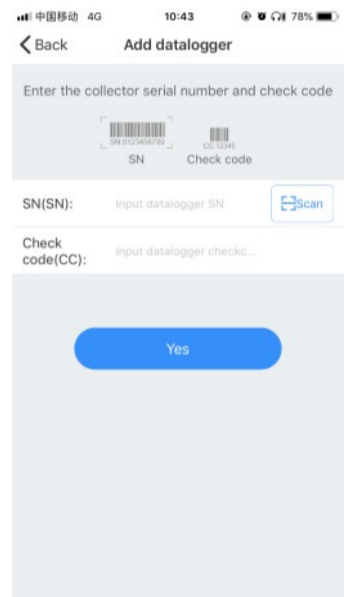 中国移动 4G 10:43 78%
Back Add datalogger
Enter the collector serial number and check code
SN:0123456789 CC:12345
SN Check code
SN(SN): Input datalogger SN Scan
Check
code(CC): Input datalogger checkc...
Yes